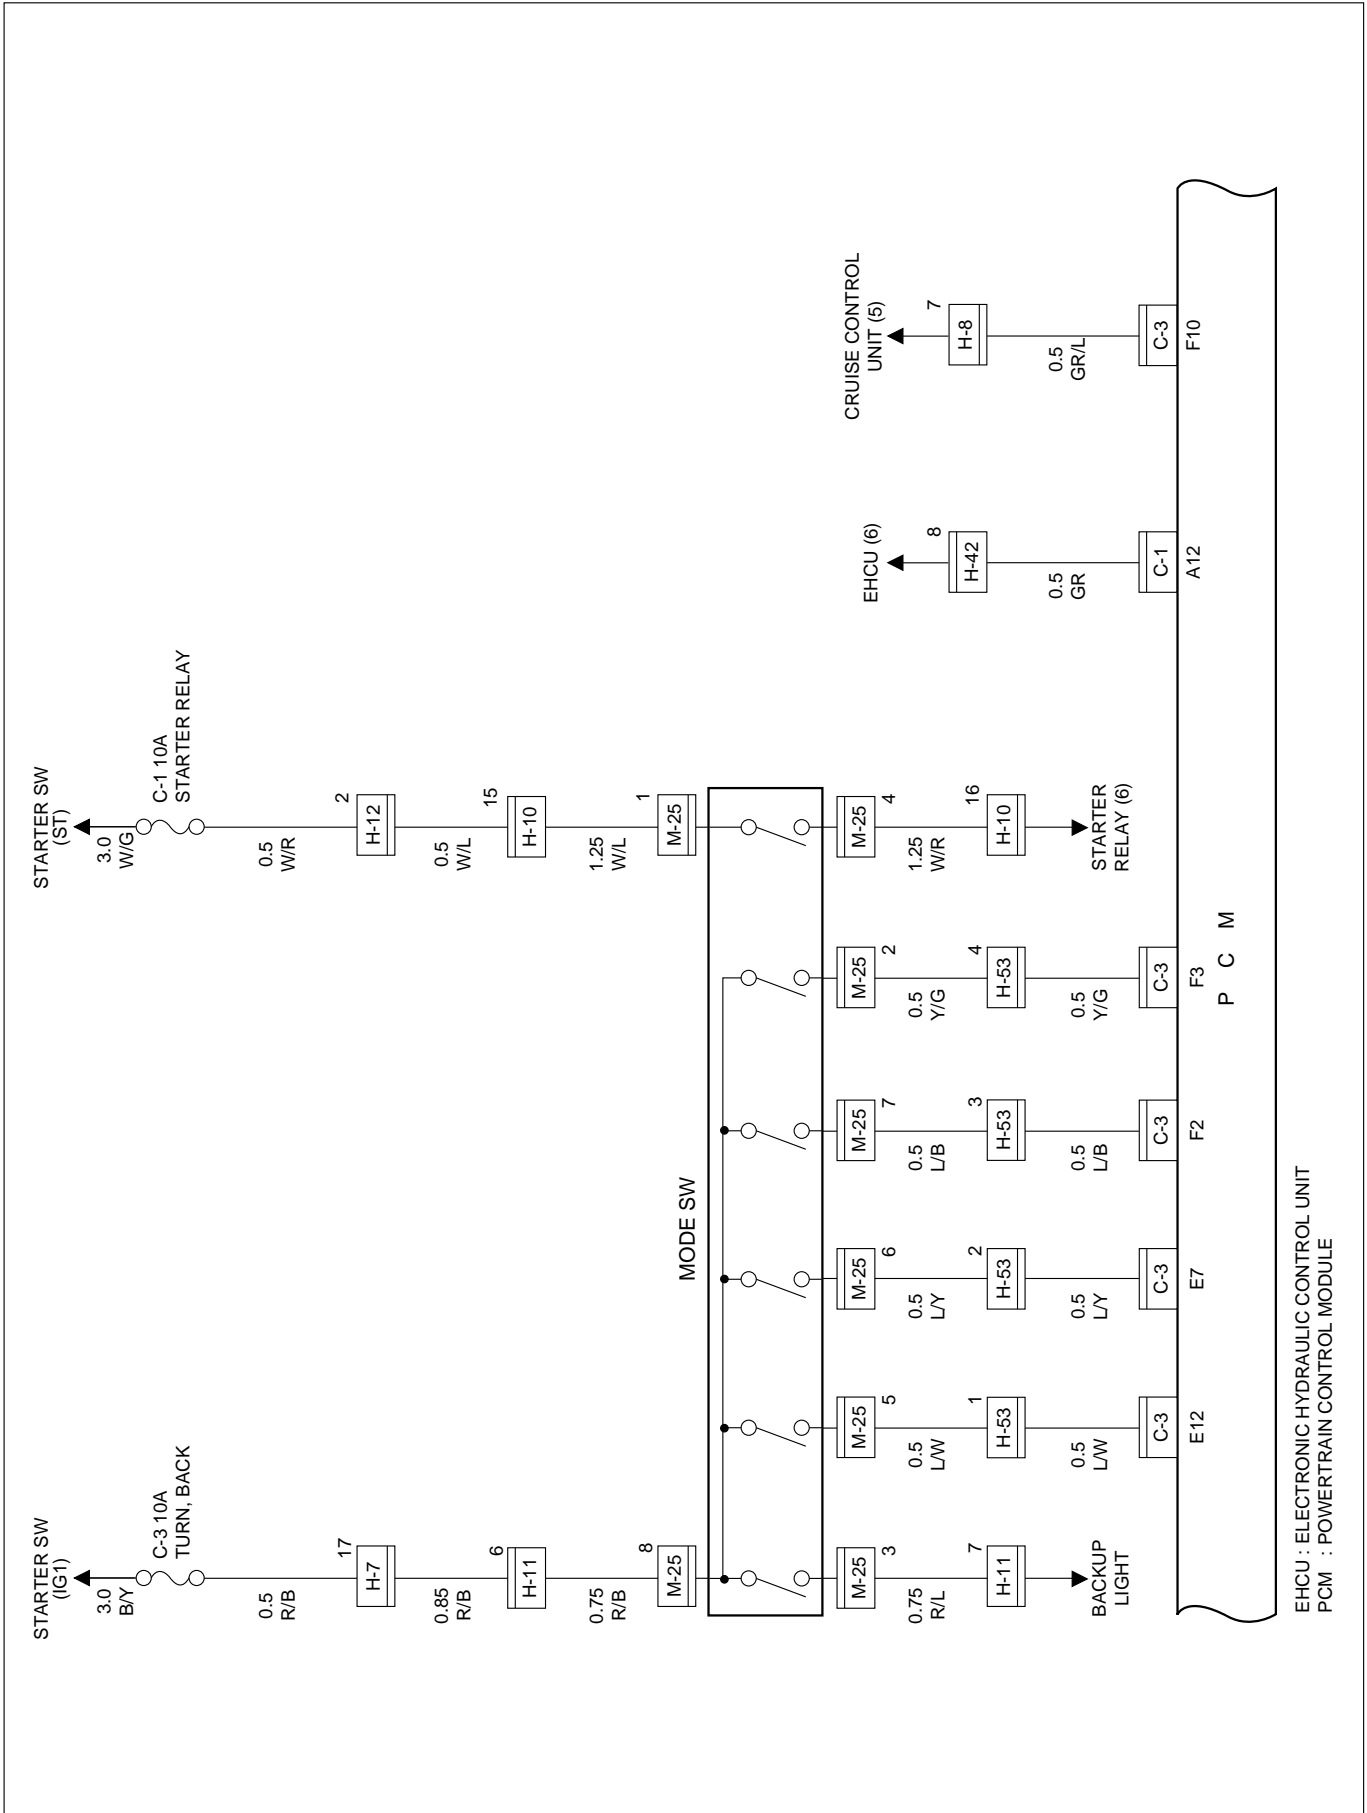 STARTER SW
(IG1)
3.0
B/Y
C-3 10A
TURN, BACK
0.5
R/B
17
H-7
0.85
R/B
6
H-11
0.75
R/B
8
M-25
STARTER SW
(ST)
3.0
W/G
C-1 10A
STARTER RELAY
0.5
W/R
2
H-12
0.5
W/L
15
H-10
1.25
W/L
1
M-25
MODE SW
M-25
3
0.75
R/L
H-11
7
BACKUP
LIGHT
M-25
5
0.5
L/W
H-53
1
0.5
L/W
C-3
E12
M-25
6
0.5
L/Y
H-53
2
0.5
L/Y
C-3
E7
M-25
7
0.5
L/B
H-53
3
0.5
L/B
C-3
F2
M-25
2
0.5
Y/G
H-53
4
0.5
Y/G
C-3
F3
M-25
4
1.25
W/R
H-10
16
STARTER
RELAY (6)
EHCU (6)
8
H-42
0.5
GR
C-1
A12
CRUISE CONTROL
UNIT (5)
7
H-8
0.5
GR/L
C-3
F10
P C M
EHCU : ELECTRONIC HYDRAULIC CONTROL UNIT
PCM : POWERTRAIN CONTROL MODULE